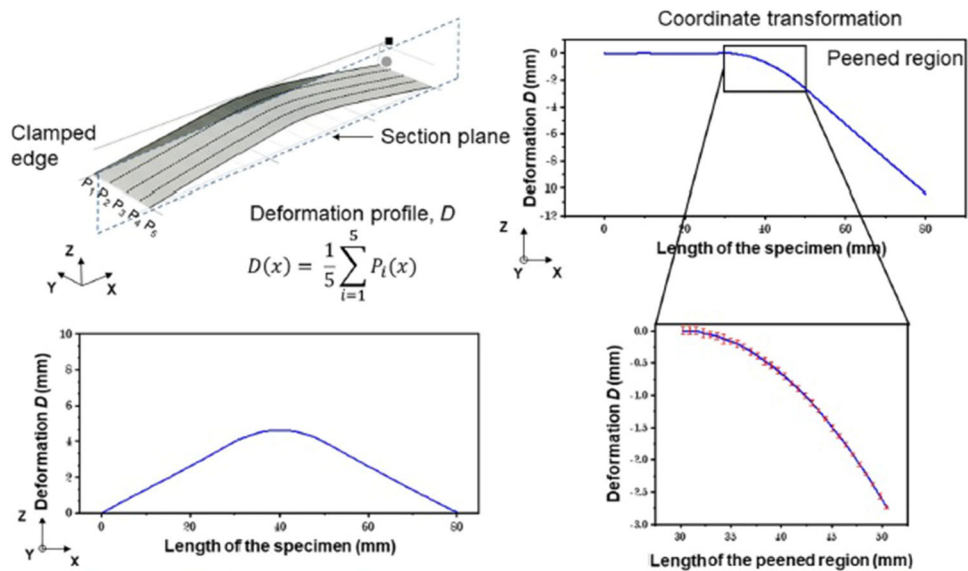 Coordinate transformation
Clamped
edge
Section plane
P1 P2 P3 P4 P5
Deformation profile, D
D(x) = 1/5 ∑ i=1 5 Pi(x)
Z
Y
X
Peened region
Deformation D (mm)
0
-2
-4
-6
-8
10
-12
0
20
40
60
80
Length of the specimen (mm)
Z
Y
X
Deformation D (mm)
10
8
6
4
2
0
0
20
40
60
80
Length of the specimen (mm)
Z
Y
X
Deformation D (mm)
0.0
-0.5
-1.0
-1.5
-2.0
-2.5
-3.0
30
35
40
45
50
Length of the peened region (mm)